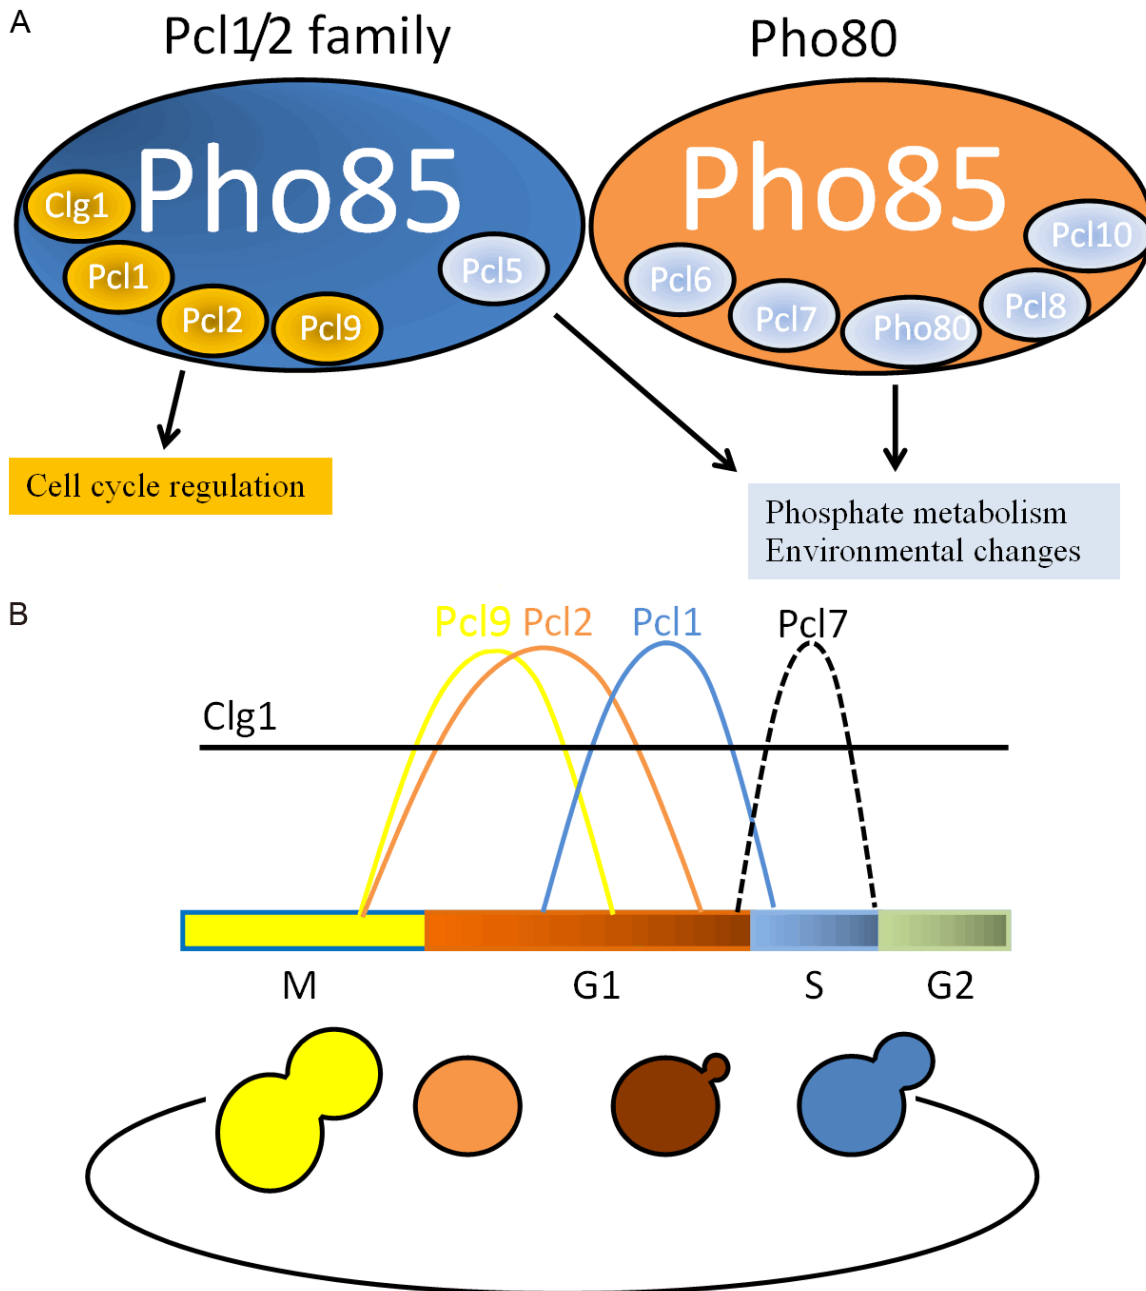 A
Pcl1/2 family
Pho80
Pho85
Clg1
Pcl1
Pcl2
Pcl9
Pcl5
Pho85
Pcl6
Pcl7
Pho80
Pcl8
Pcl10
Cell cycle regulation
Phosphate metabolism
Environmental changes
B
Pcl9 Pcl2 Pcl1 Pcl7
Clg1
M G1 S G2